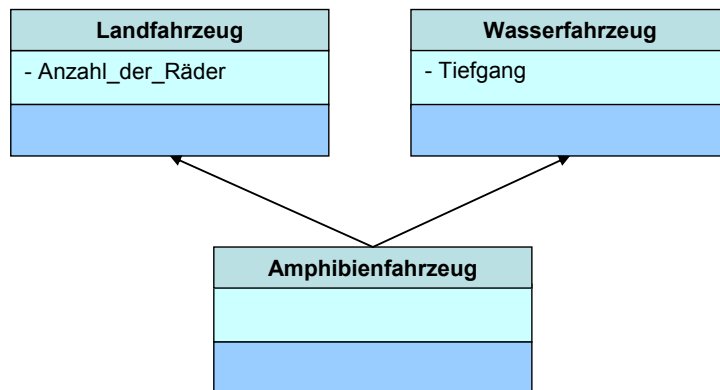 Landfahrzeug
- Anzahl_der_Räder
Wasserfahrzeug
- Tiefgang
Amphibienfahrzeug